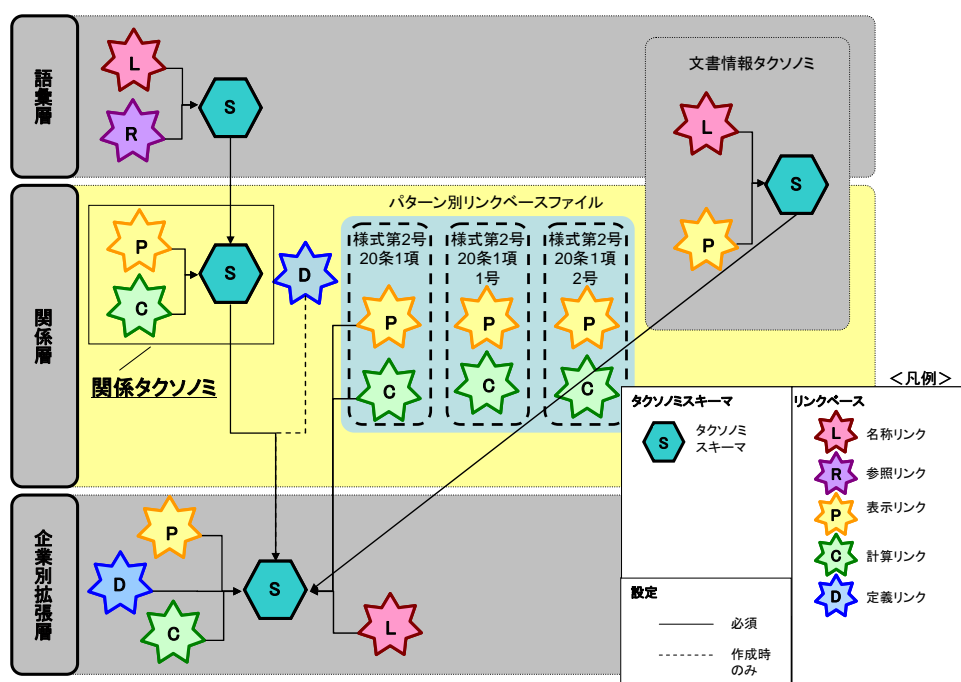 語彙層
L
R
S
文書情報タクソノミ
L
P
S
関係層
P
C
S
D
関係タクソノミ
パターン別リンクベースファイル
様式第2号
20条1項
P
C
様式第2号
20条1項
1号
P
C
様式第2号
20条1項
2号
P
C
企業別拡張層
P
D
C
S
L
<凡例>
タクソノミスキーマ
S
タクソノミ
スキーマ
リンクベース
L 名称リンク
R 参照リンク
P 表示リンク
C 計算リンク
D 定義リンク
設定
必須
作成時
のみ